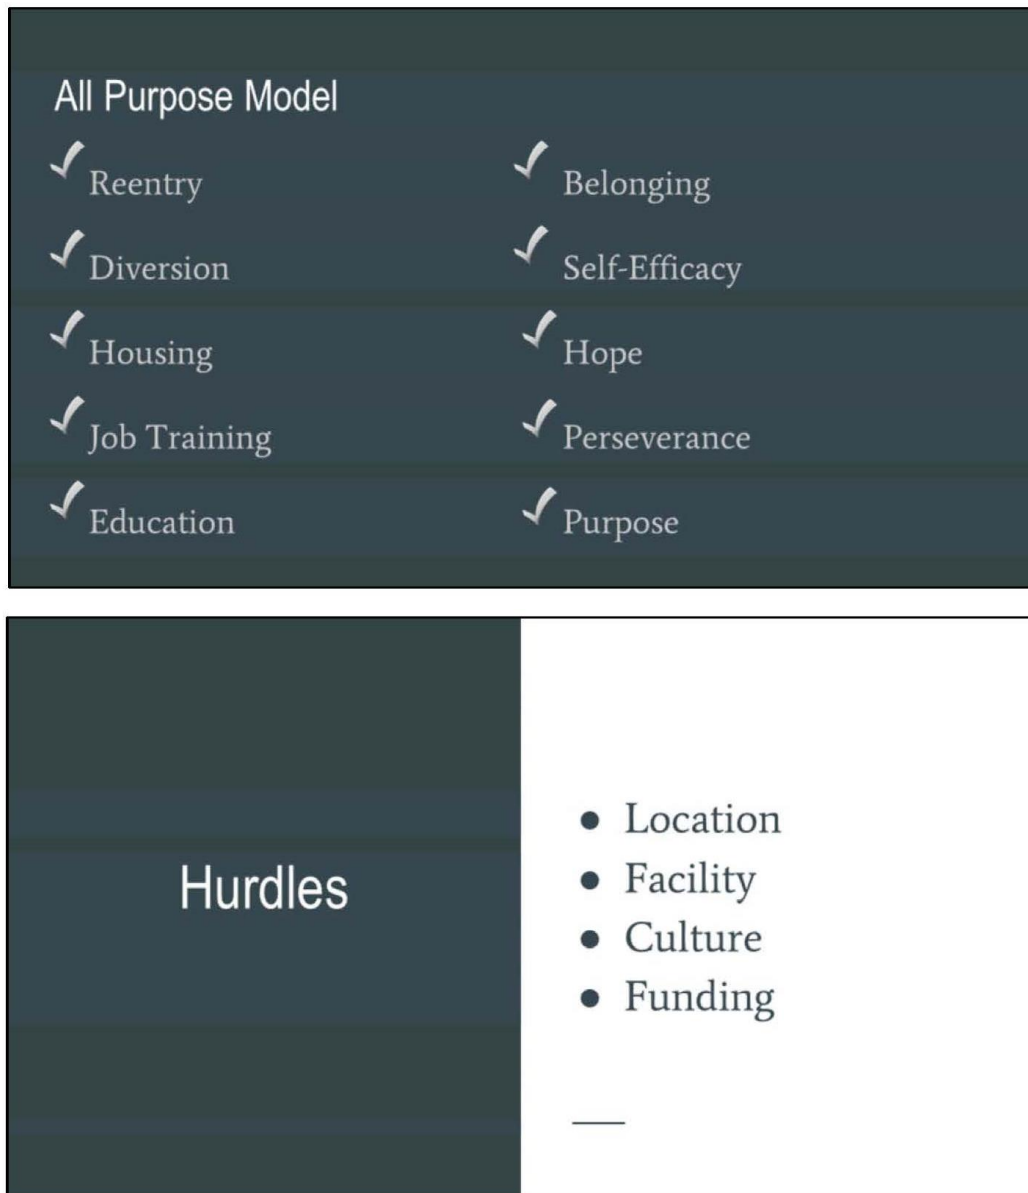 All Purpose Model
Reentry
Diversion
Housing
Job Training
Education
Belonging
Self-Efficacy
Hope
Perseverance
Purpose
Hurdles
● Location
● Facility
● Culture
● Funding